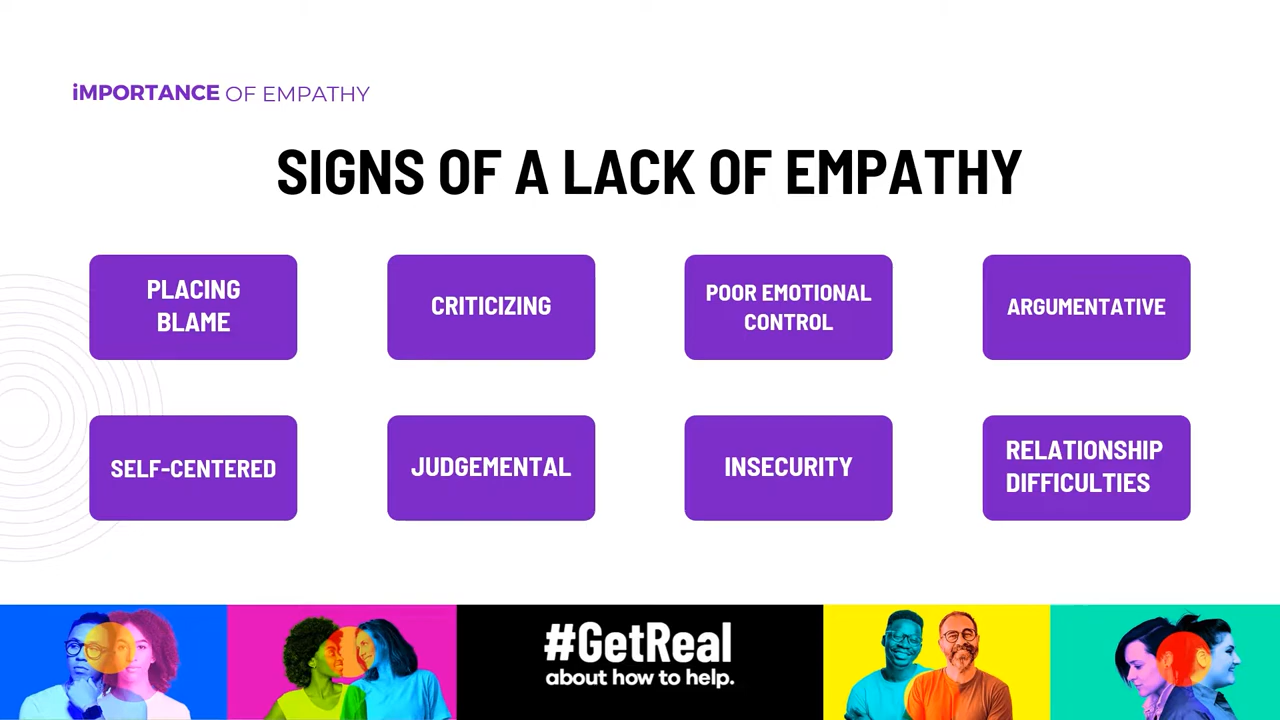 iMPORTANCE OF EMPATHY
SIGNS OF A LACK OF EMPATHY
PLACING
BLAME
CRITICIZING
POOR EMOTIONAL
CONTROL
ARGUMENTATIVE
SELF-CENTERED
JUDGEMENTAL
INSECURITY
RELATIONSHIP
DIFFICULTIES
#GetReal
about how to help.